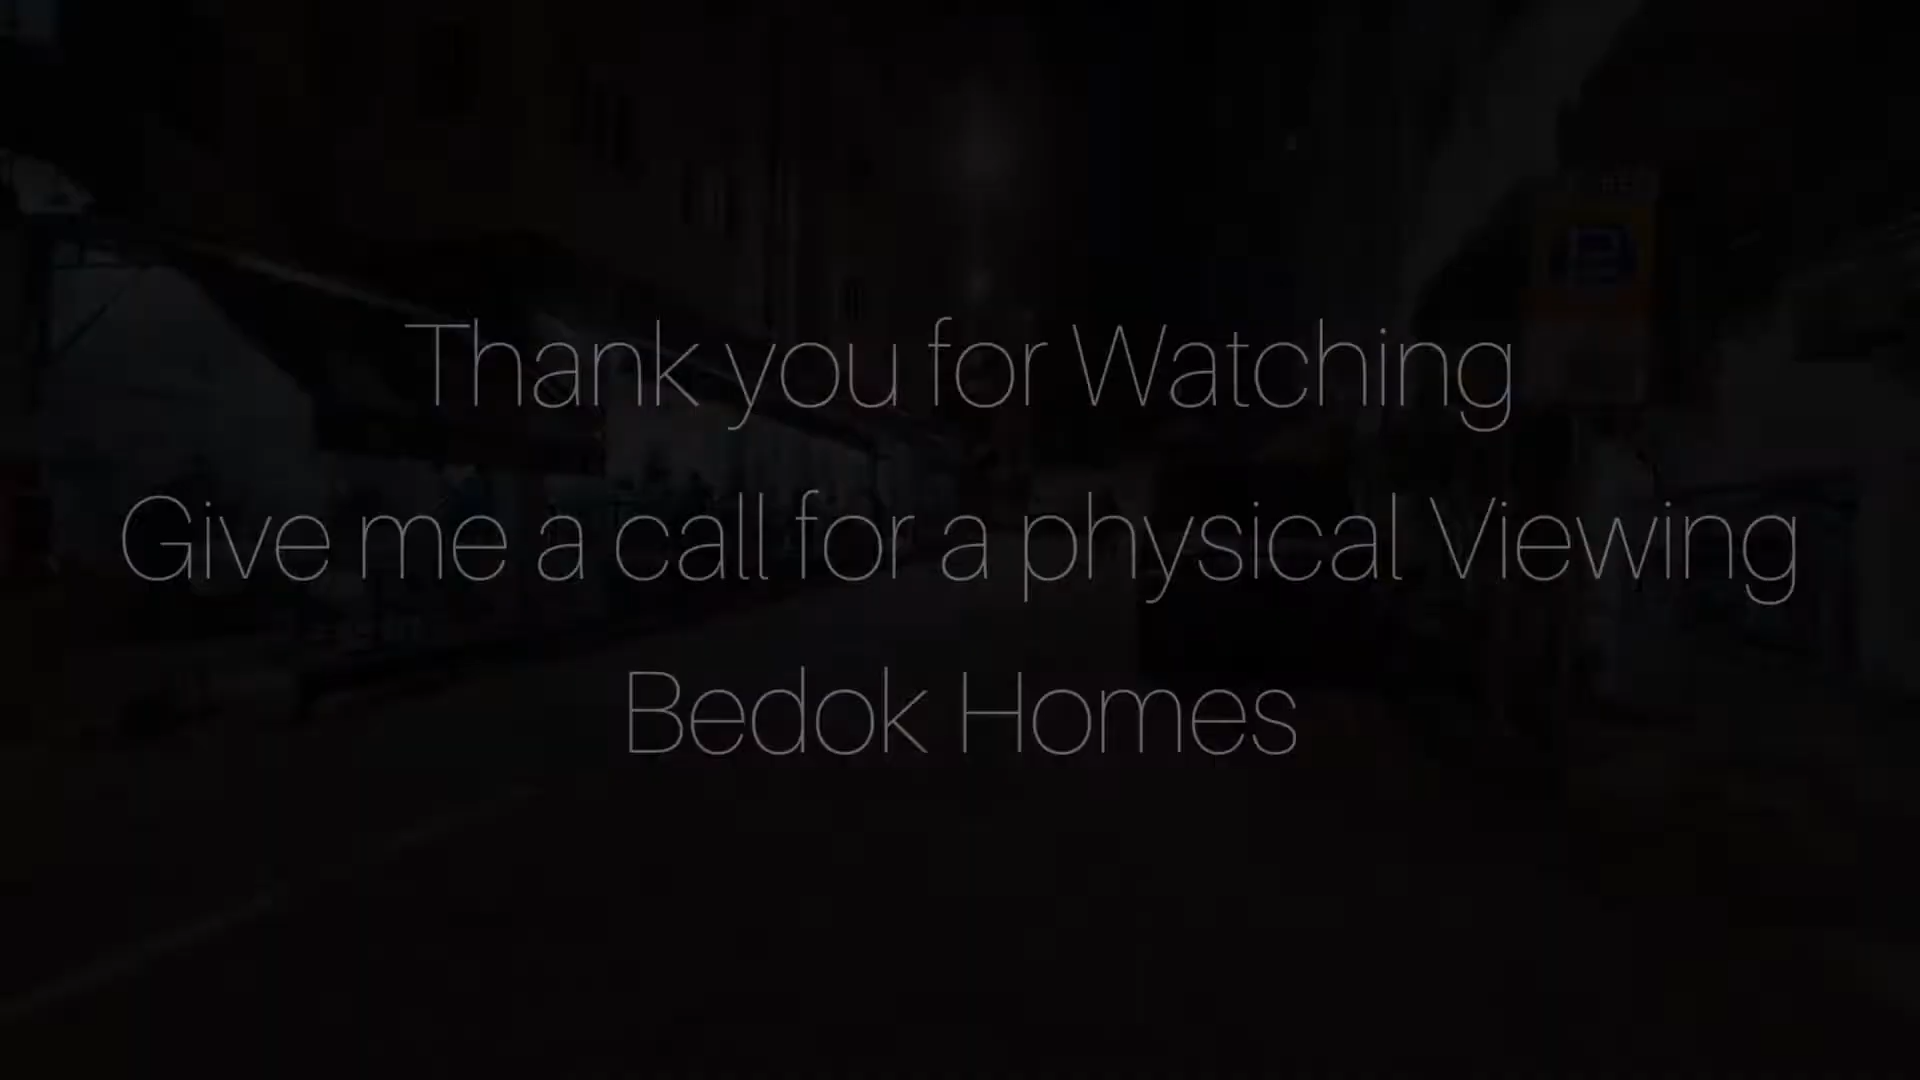 Thank you for Watching
Give me a call for a physical Viewing
Bedok Homes